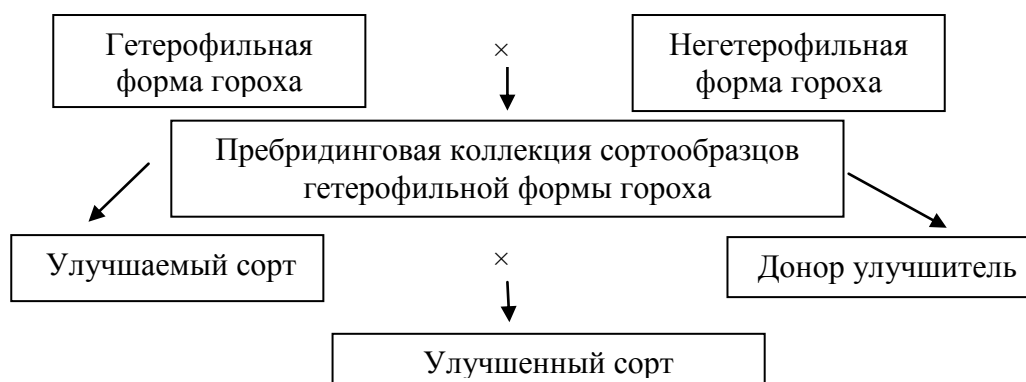 Гетерофильная
форма гороха
×
Негетерофильная
форма гороха
Пребридинговая коллекция сортообразцов
гетерофильной формы гороха
Улучшаемый сорт
×
Донор улучшитель
Улучшенный сорт